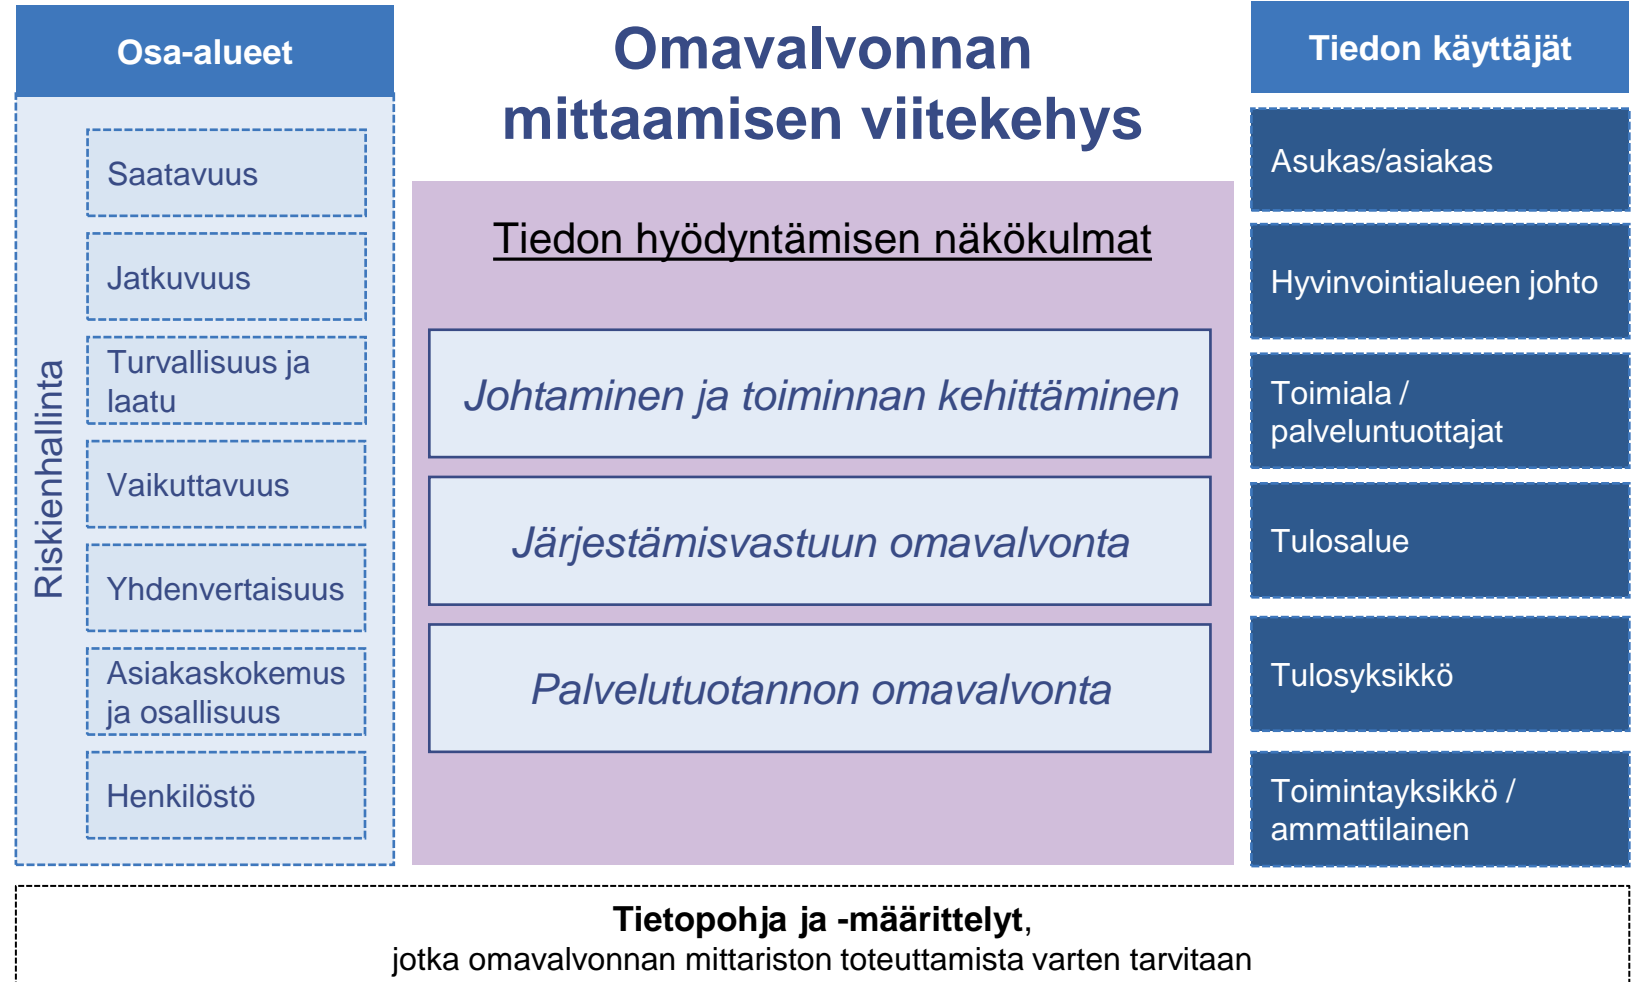 Osa-alueet
Riskienhallinta
Saatavuus
Jatkuvuus
Turvallisuus ja
laatu
Vaikuttavuus
Yhdenvertaisuus
Asiakaskokemus
ja osallisuus
Henkilöstö
Omavalvonnan
mittaamisen viitekehys
Tiedon hyödyntämisen näkökulmat
Johtaminen ja toiminnan kehittäminen
Järjestämisvastuun omavalvonta
Palvelutuotannon omavalvonta
Tiedon käyttäjät
Asukas/asiakas
Hyvinvointialueen johto
Toimiala /
palveluntuottajat
Tulosalue
Tulosyksikkö
Toimintayksikkö /
ammattilainen
Tietopohja ja -määrittelyt,
jotka omavalvonnan mittariston toteuttamista varten tarvitaan